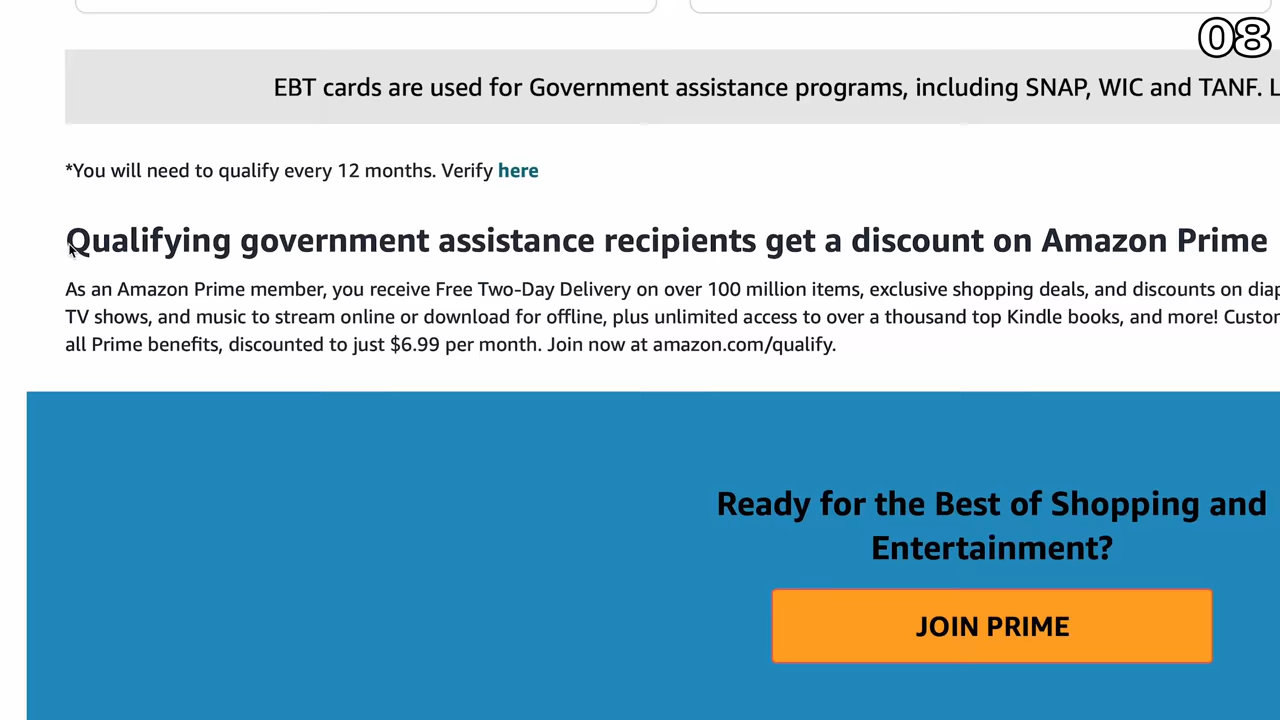 08
EBT cards are used for Government assistance programs, including SNAP, WIC and TANF. L
*You will need to qualify every 12 months. Verify here
Qualifying government assistance recipients get a discount on Amazon Prime
As an Amazon Prime member, you receive Free Two-Day Delivery on over 100 million items, exclusive shopping deals, and discounts on diap
TV shows, and music to stream online or download for offline, plus unlimited access to over a thousand top Kindle books, and more! Custo
all Prime benefits, discounted to just $6.99 per month. Join now at amazon.com/qualify.
Ready for the Best of Shopping and
Entertainment?
JOIN PRIME